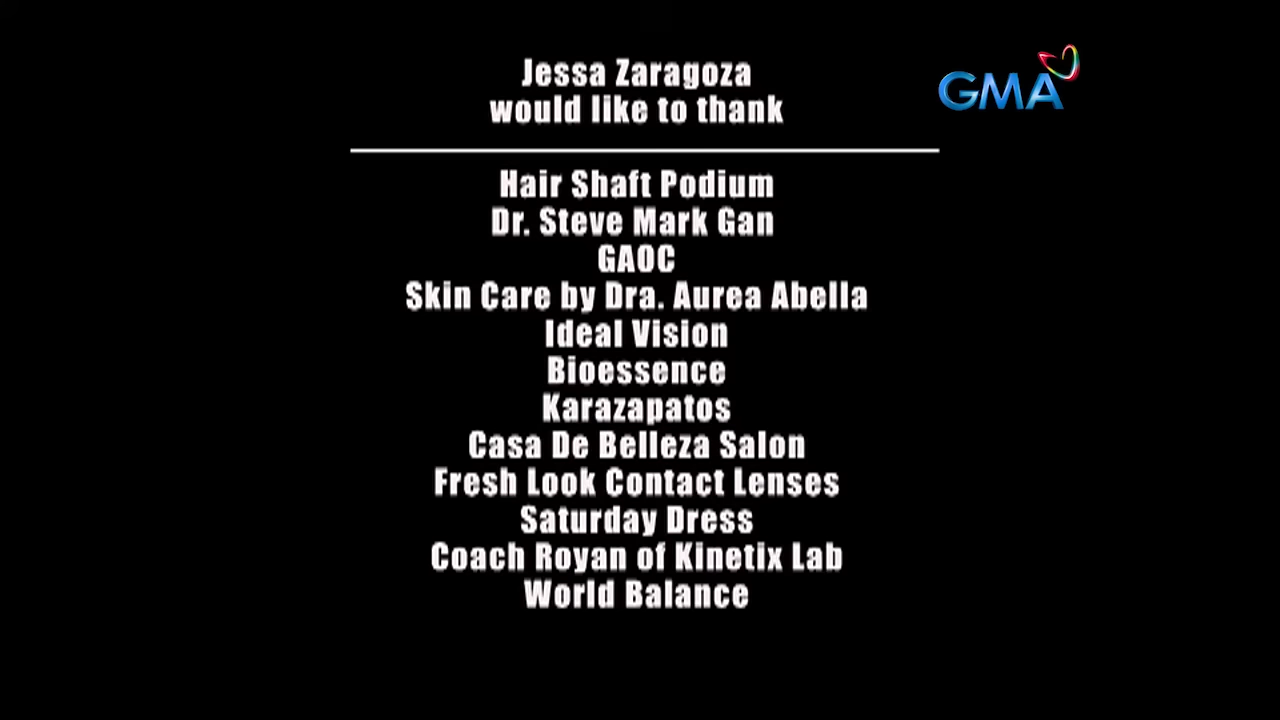 Jessa Zaragoza
would like to thank
GMA
Hair Shaft Podium
Dr. Steve Mark Gan
GAOC
Skin Care by Dra. Aurea Abella
Ideal Vision
Bioessence
Karazapatos
Casa De Belleza Salon
Fresh Look Contact Lenses
Saturday Dress
Coach Royan of Kinetix Lab
World Balance